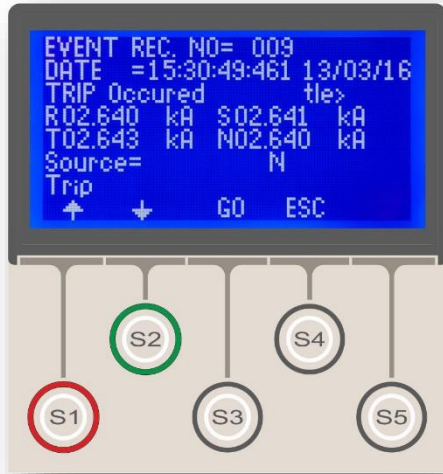 EVENT REC. NO= 009
DATE =15:30:49:461 13/03/16
TRIP Occured tIe>
R02.640 kA S02.641 kA
T02.643 kA N02.640 kA
Source= N
Trip
GO ESC
S2 S4
S1 S3 S5